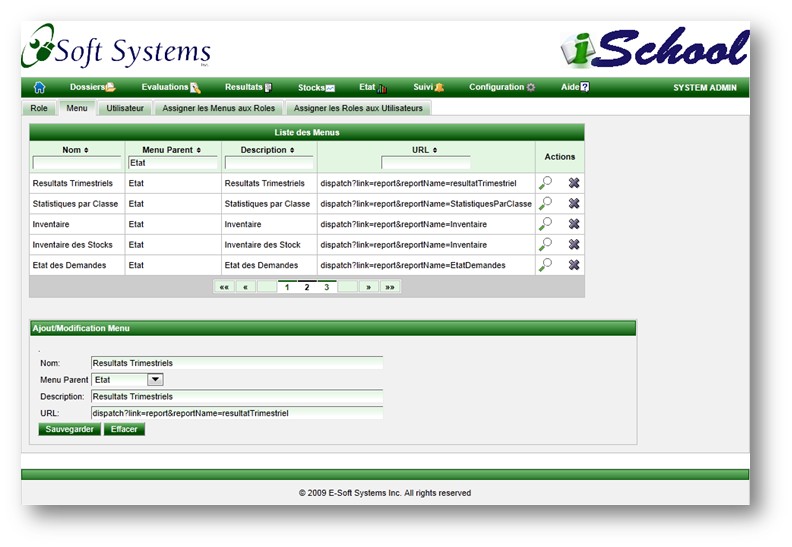 Soft Systems Inc.
iSchool
Dossiers Evaluations Resultats Stocks Etat Suivi Configuration Aide ? SYSTEM ADMIN
Role Menu Utilisateur Assigner les Menus aux Roles Assigner les Roles aux Utilisateurs
Liste des Menus
Nom Menu Parent Description URL Actions
Etat
Resultats Trimestriels Etat Resultats Trimestriels dispatch?link=report&reportName=resultatTrimestriel
Statistiques par Classe Etat Statistiques par Classe dispatch?link=report&reportName=StatistiquesParClasse
Inventaire Etat Inventaire dispatch?link=report&reportName=Inventaire
Inventaire des Stocks Etat Inventaire des Stock dispatch?link=report&reportName=Inventaire
Etat des Demandes Etat Etat des Demandes dispatch?link=report&reportName=EtatDemandes
«« « 1 2 3 » »»
Ajout/Modification Menu
Nom: Resultats Trimestriels
Menu Parent Etat
Description: Resultats Trimestriels
URL: dispatch?link=report&reportName=resultatTrimestriel
Sauvegarder Effacer
© 2009 E-Soft Systems Inc. All rights reserved